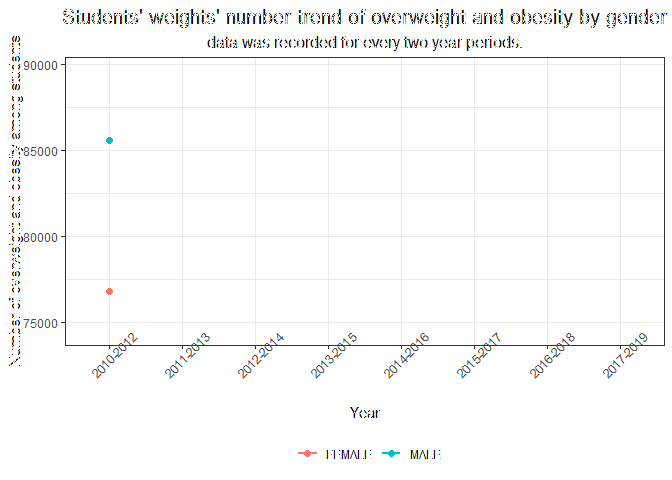 Students' weights' number trend of overweight and obesity by gender
data was recorded for every two year periods.
Number of overweight and obesity among students
90000
85000
80000
75000
2010-2012
2011-2013
2012-2014
2013-2015
2014-2016
2015-2017
2016-2018
2017-2019
Year
FEMALE
MALE